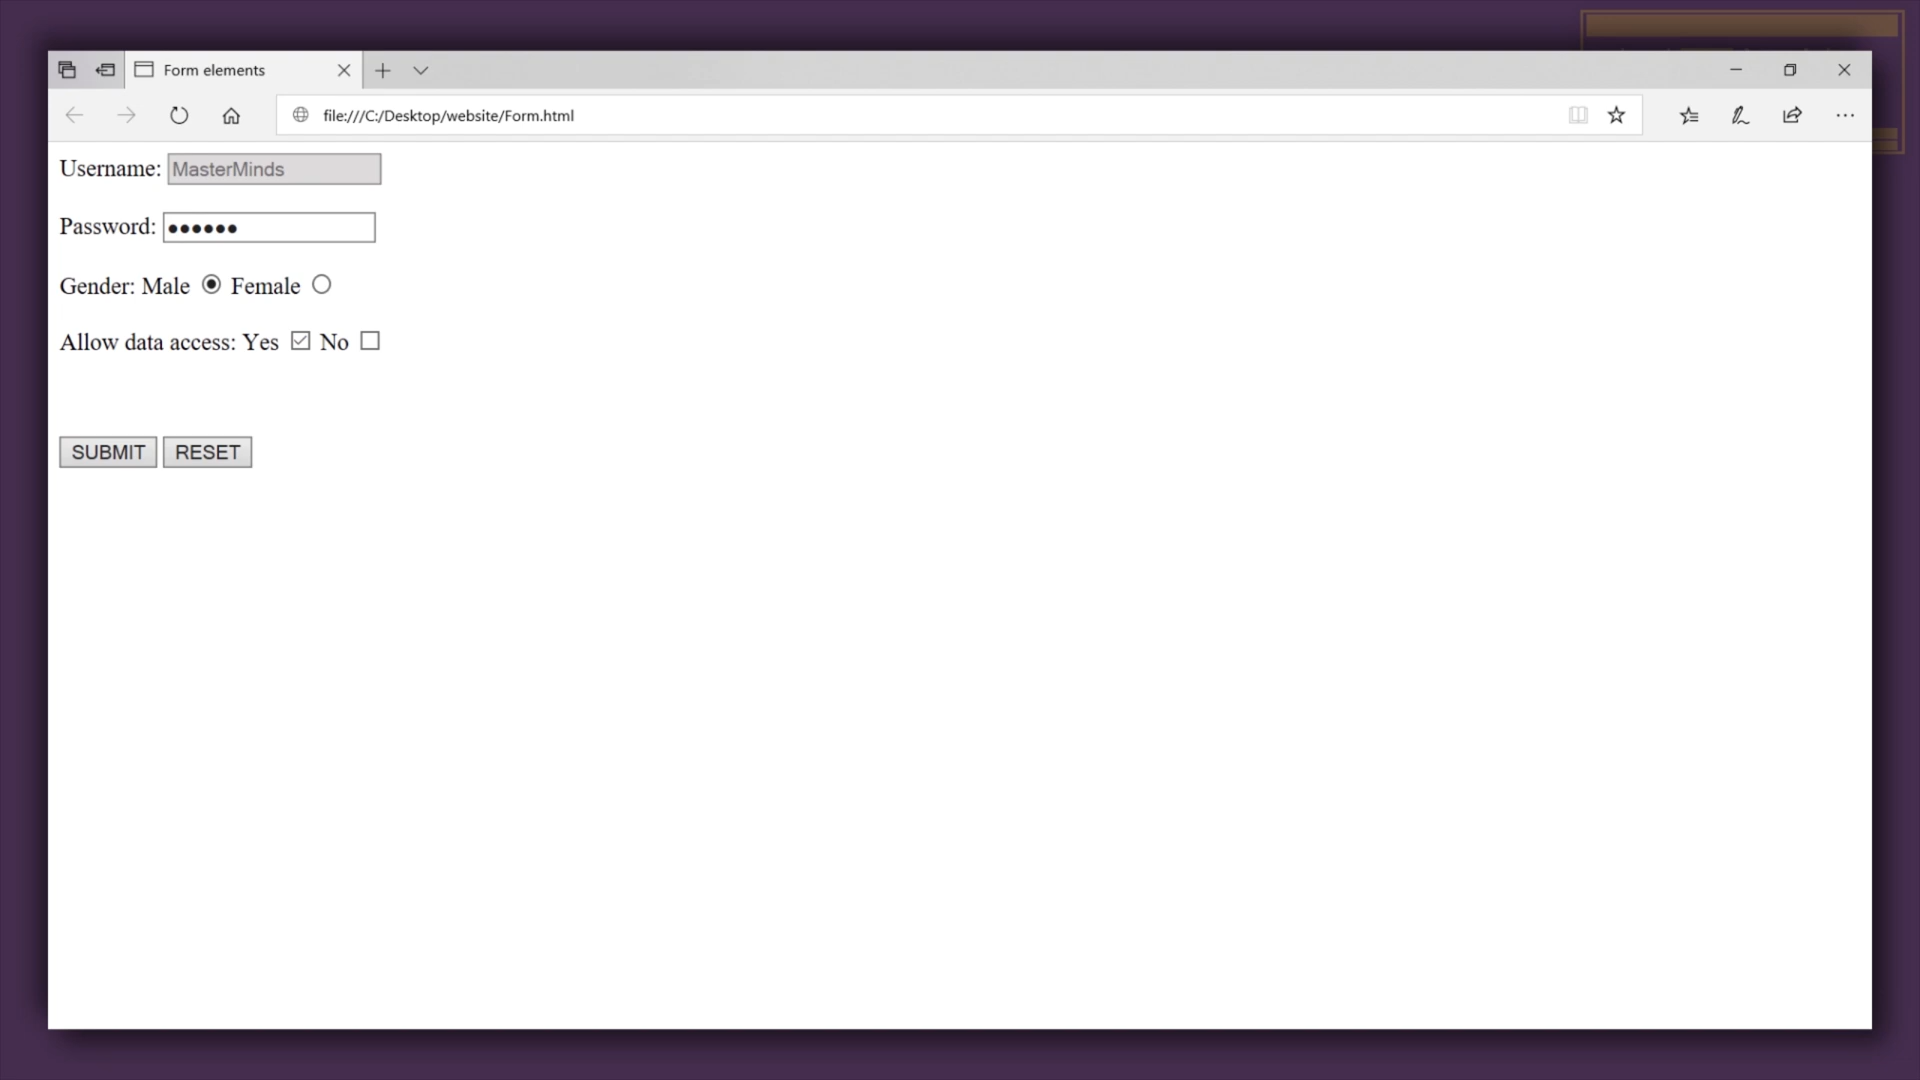 Form elements
file:///C:/Desktop/website/Form.html
Username: MasterMinds
Password: ••••••
Gender: Male Female
Allow data access: Yes No
SUBMIT RESET